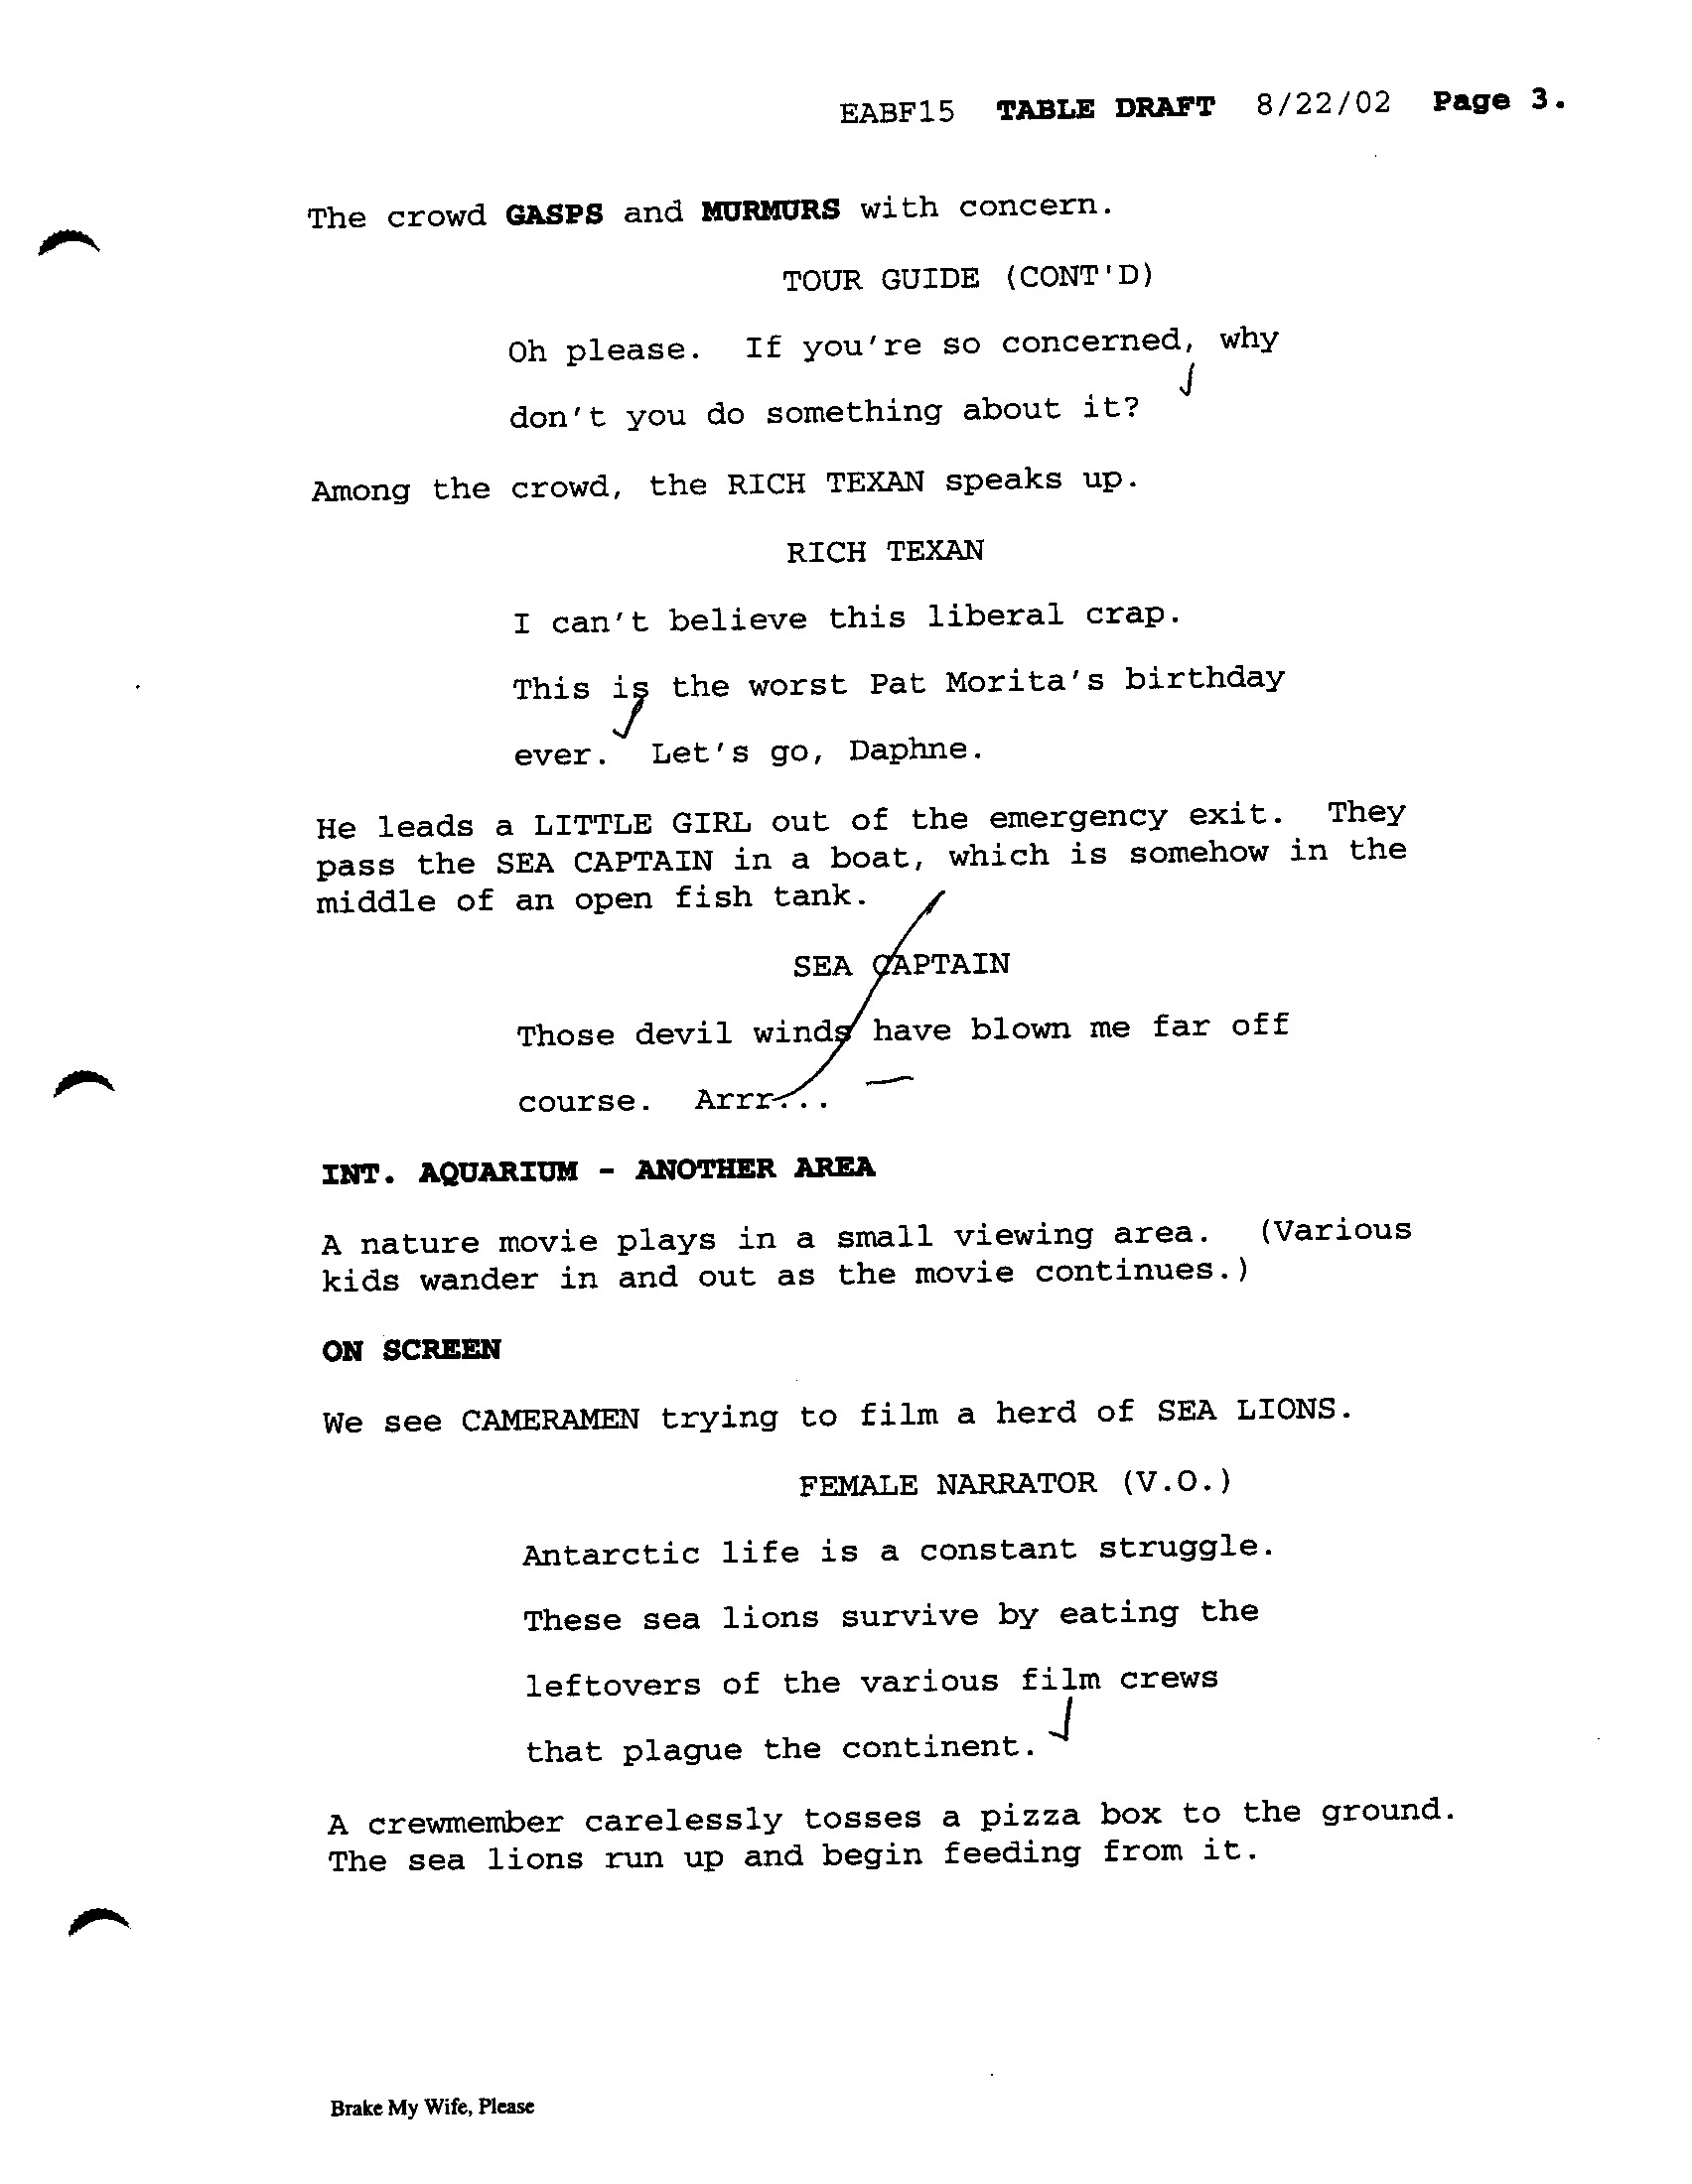 EABF15 TABLE DRAFT 8/22/02 Page 3.
The crowd GASPS and MURMURS with concern.
TOUR GUIDE (CONT'D)
Oh please. If you're so concerned, why
don't you do something about it?
Among the crowd, the RICH TEXAN speaks up.
RICH TEXAN
I can't believe this liberal crap.
This is the worst Pat Morita's birthday
ever. Let's go, Daphne.
He leads a LITTLE GIRL out of the emergency exit. They
pass the SEA CAPTAIN in a boat, which is somehow in the
middle of an open fish tank.
SEA CAPTAIN
Those devil winds have blown me far off
course. Arrr...
INT. AQUARIUM - ANOTHER AREA
A nature movie plays in a small viewing area. (Various
kids wander in and out as the movie continues.)
ON SCREEN
We see CAMERAMEN trying to film a herd of SEA LIONS.
FEMALE NARRATOR (V.O.)
Antarctic life is a constant struggle.
These sea lions survive by eating the
leftovers of the various film crews
that plague the continent.
A crewmember carelessly tosses a pizza box to the ground.
The sea lions run up and begin feeding from it.
Brake My Wife, Please